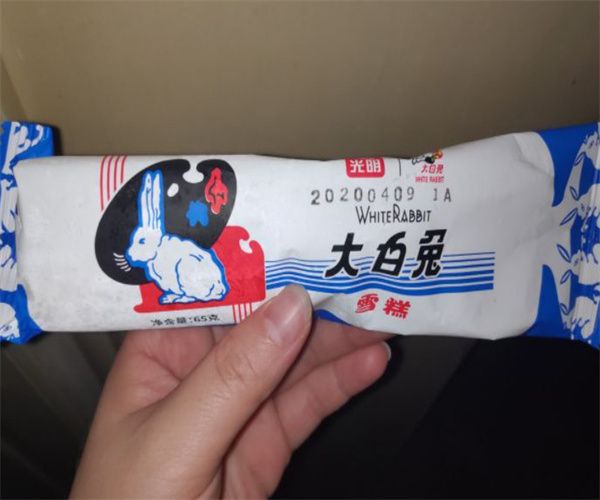 光明
大白兔
WHITE RABBIT
20200409 1A
WHITERABBIT
大白兔
雪糕
净含量:65克